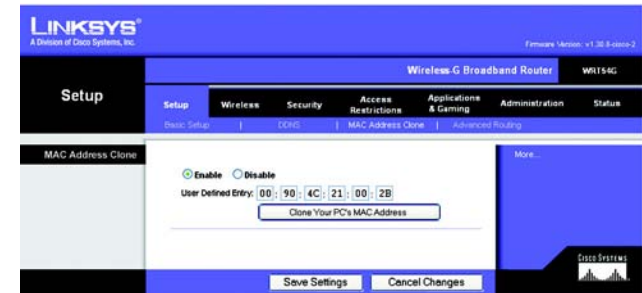 LINKSYS®
A Division of Cisco Systems, Inc.
Firmware Version: v1.30.8-cisco-2
Wireless-G Broadband Router WRT54G
Setup
Setup Wireless Security Access Restrictions Applications & Gaming Administration Status
Basic Setup | DDNS | MAC Address Clone | Advanced Routing
MAC Address Clone
More...
Enable Disable
User Defined Entry: 00 : 90 : 4C : 21 : 00 : 2B
Clone Your PC's MAC Address
CISCO SYSTEMS
Save Settings Cancel Changes